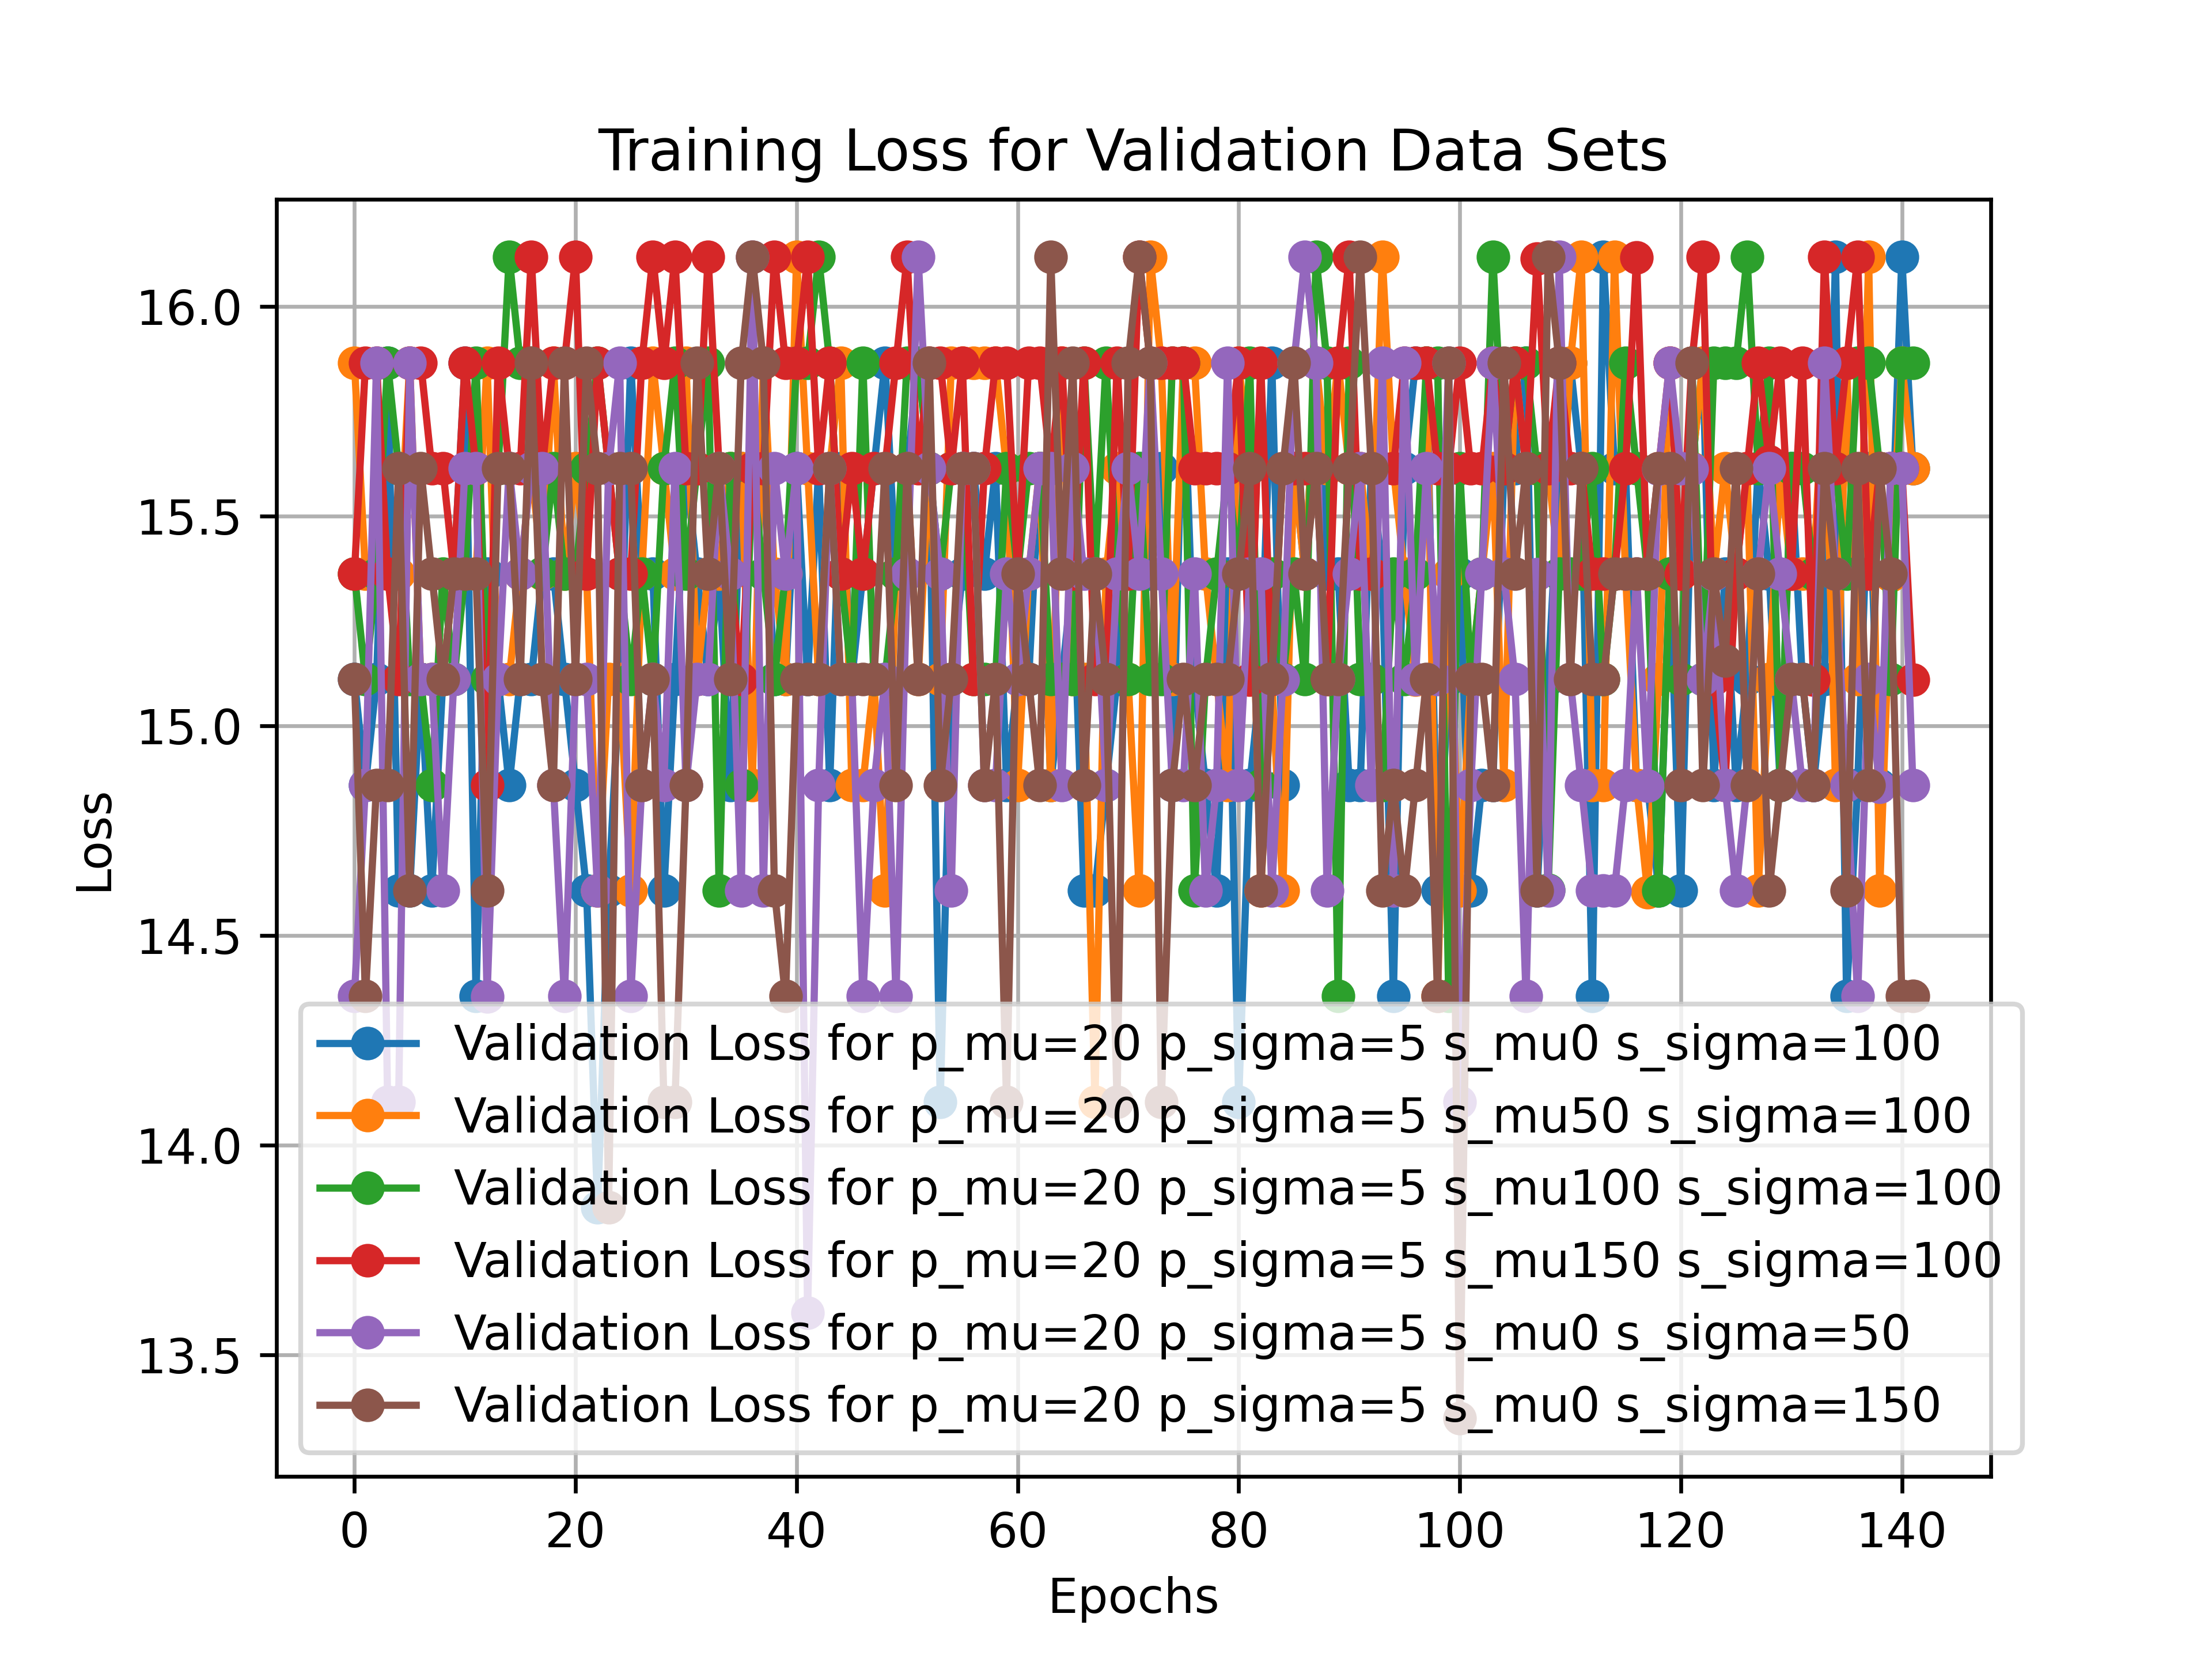 Training Loss for Validation Data Sets
16.0
15.5
15.0
14.5
14.0
13.5
Loss
Validation Loss for p_mu=20 p_sigma=5 s_mu0 s_sigma=100
Validation Loss for p_mu=20 p_sigma=5 s_mu50 s_sigma=100
Validation Loss for p_mu=20 p_sigma=5 s_mu100 s_sigma=100
Validation Loss for p_mu=20 p_sigma=5 s_mu150 s_sigma=100
Validation Loss for p_mu=20 p_sigma=5 s_mu0 s_sigma=50
Validation Loss for p_mu=20 p_sigma=5 s_mu0 s_sigma=150
0 20 40 60 80 100 120 140
Epochs